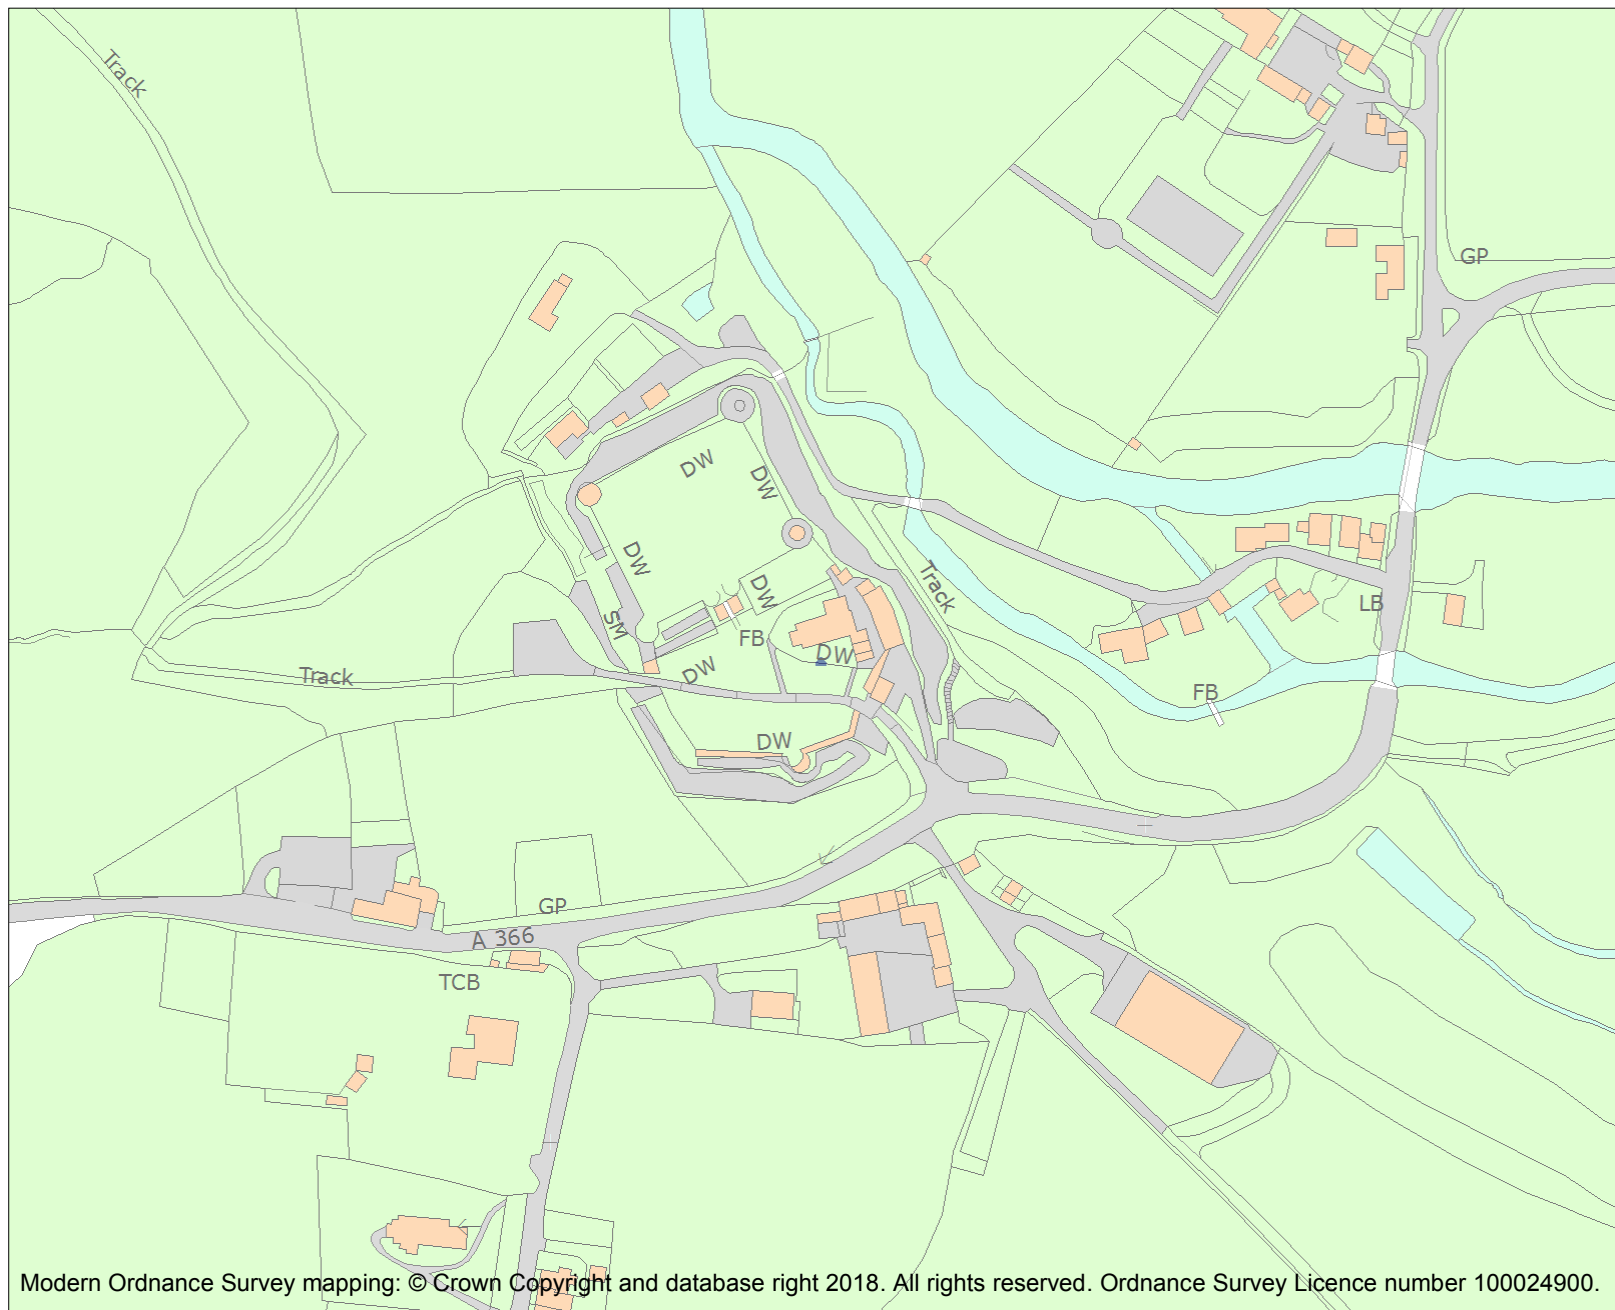 Track
GP
DW
DW
DW
DW
Track
SM
FB
DW
LB
DW
Track
FB
DW
GP
A 366
TCB
Modern Ordnance Survey mapping: © Crown Copyright and database right 2018. All rights reserved. Ordnance Survey Licence number 100024900.